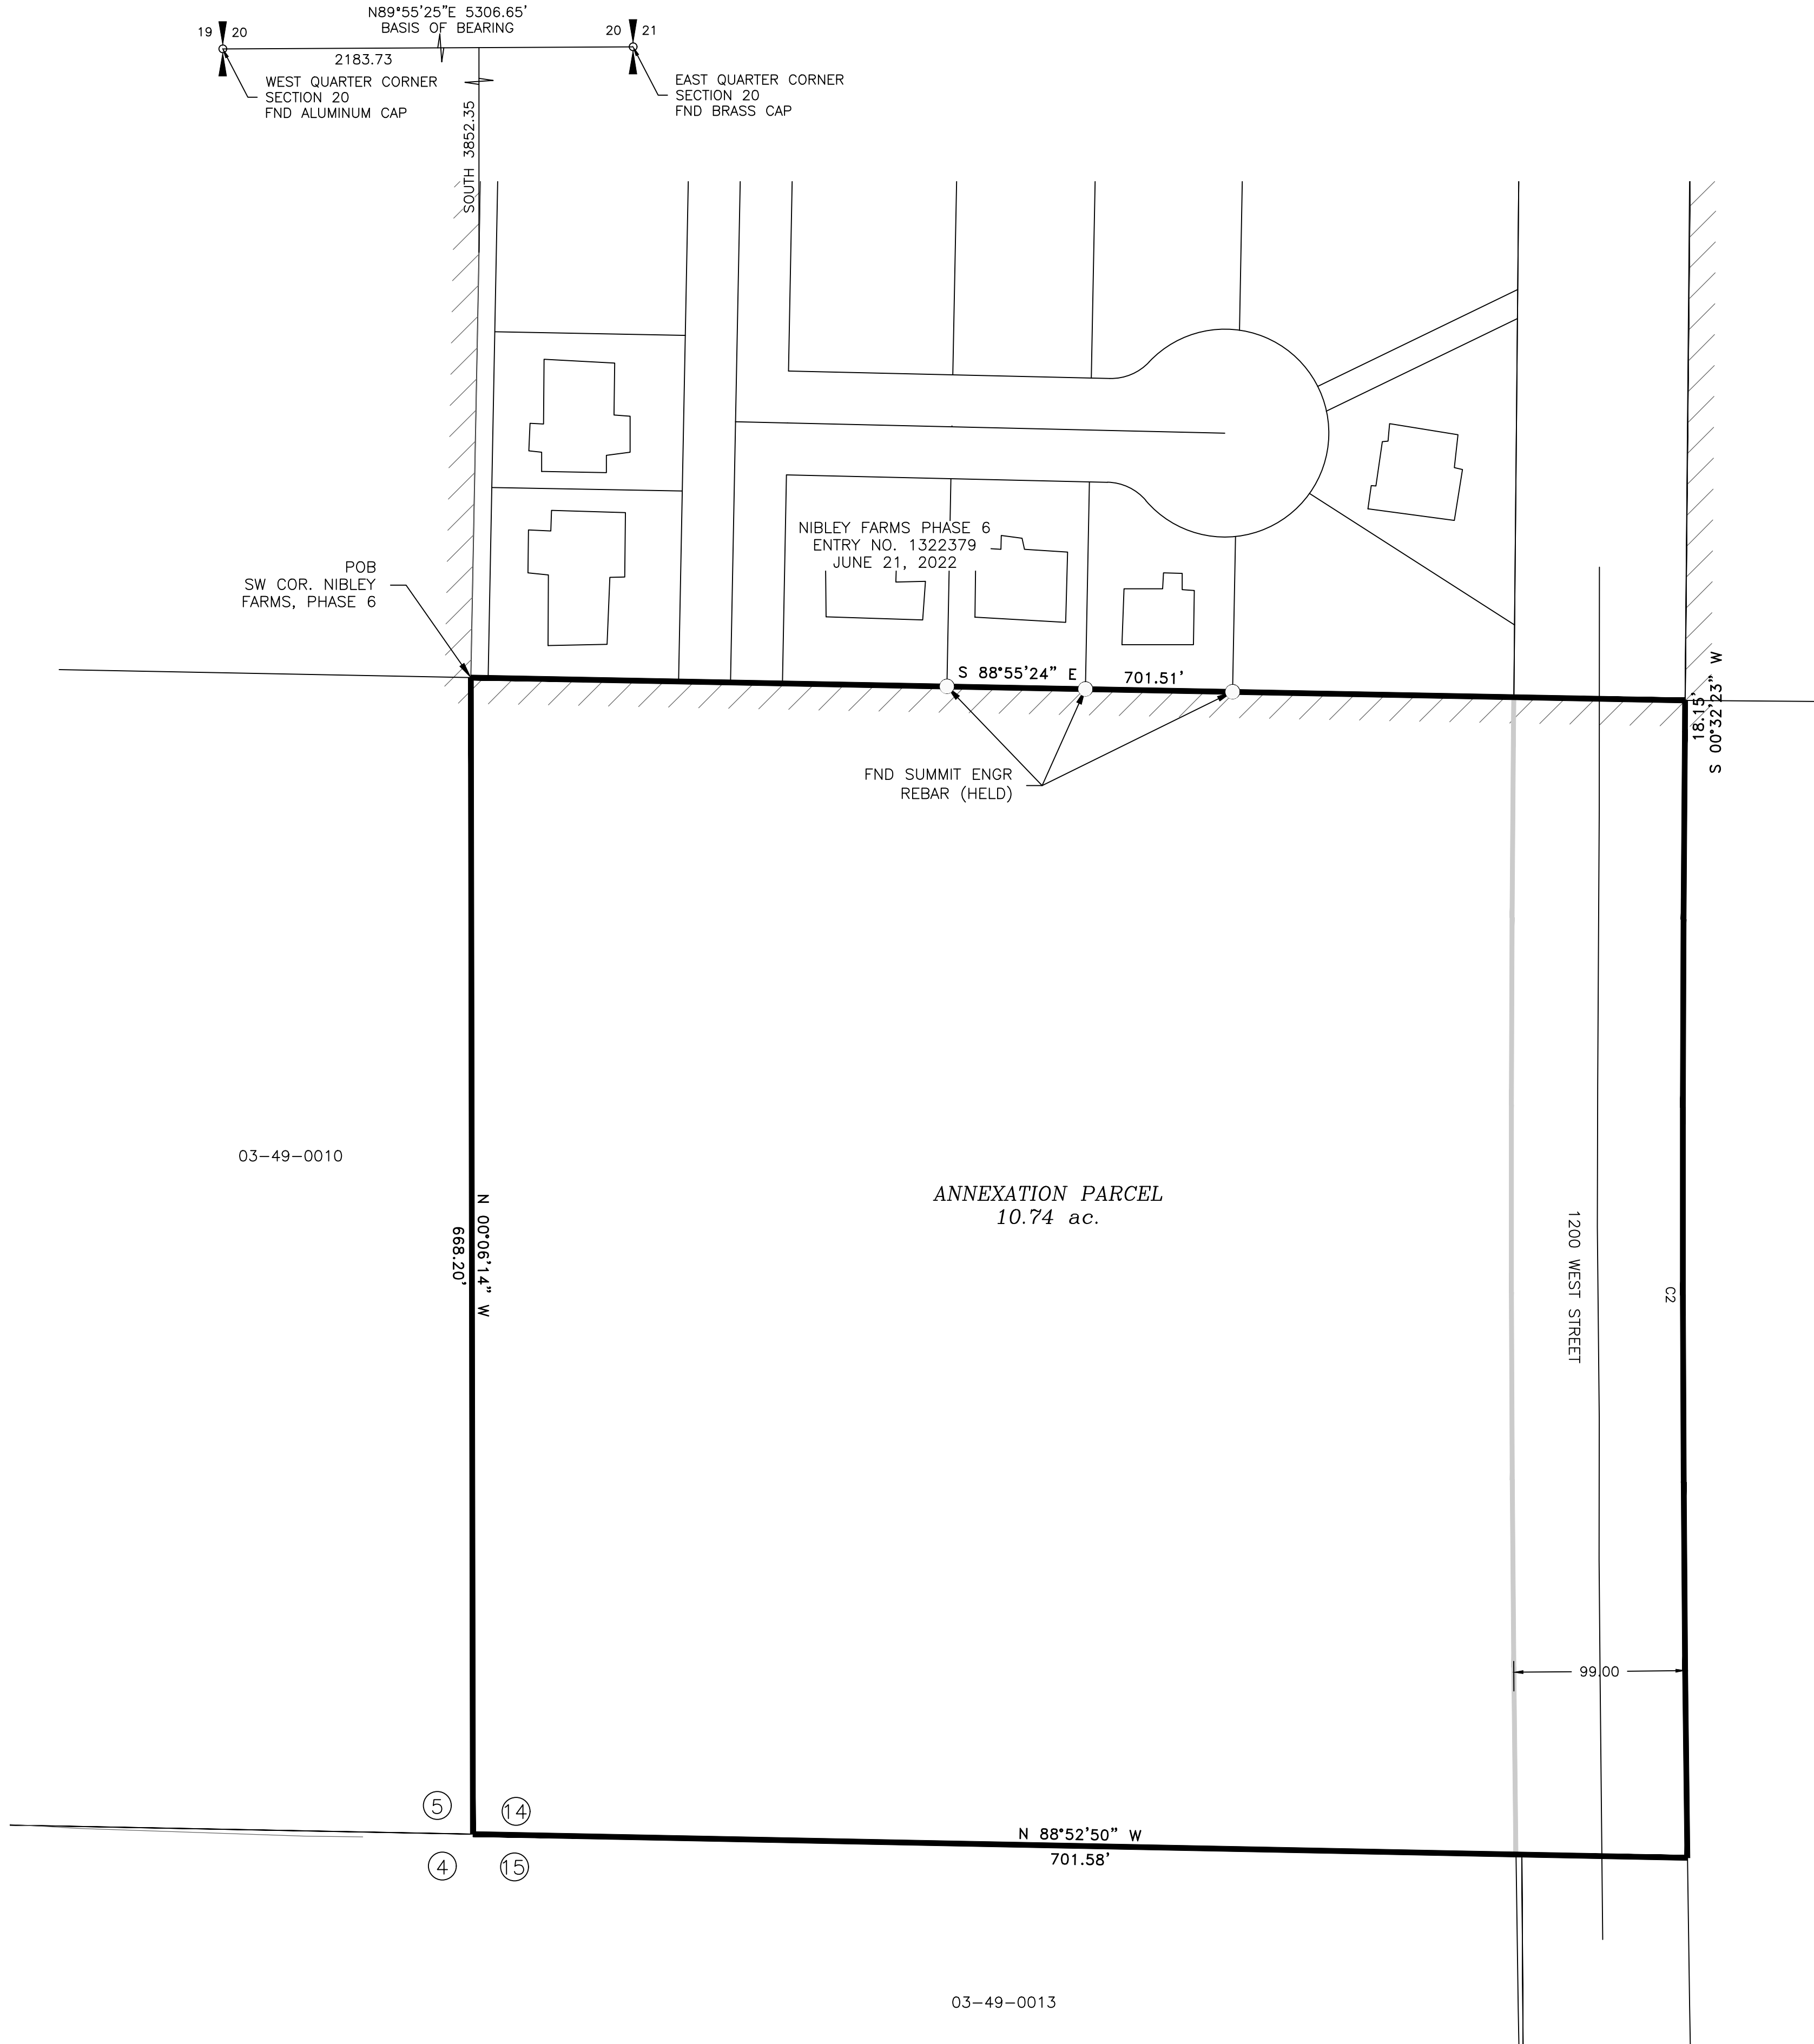 N89°55'25"E 5306.65'
BASIS OF BEARING
19 20
20 21
2183.73
WEST QUARTER CORNER
SECTION 20
FND ALUMINUM CAP
EAST QUARTER CORNER
SECTION 20
FND BRASS CAP
SOUTH 3852.35
NIBLEY FARMS PHASE 6
ENTRY NO. 1322379
JUNE 21, 2022
POB
SW COR. NIBLEY
FARMS, PHASE 6
S 88°55'24" E 701.51'
18.15'
S 00°32'23" W
FND SUMMIT ENGR
REBAR (HELD)
03-49-0010
ANNEXATION PARCEL
10.74 ac.
N 00°06'14" W
668.20'
1200 WEST STREET
C2
99.00
5 14
4 15
N 88°52'50" W
701.58'
03-49-0013